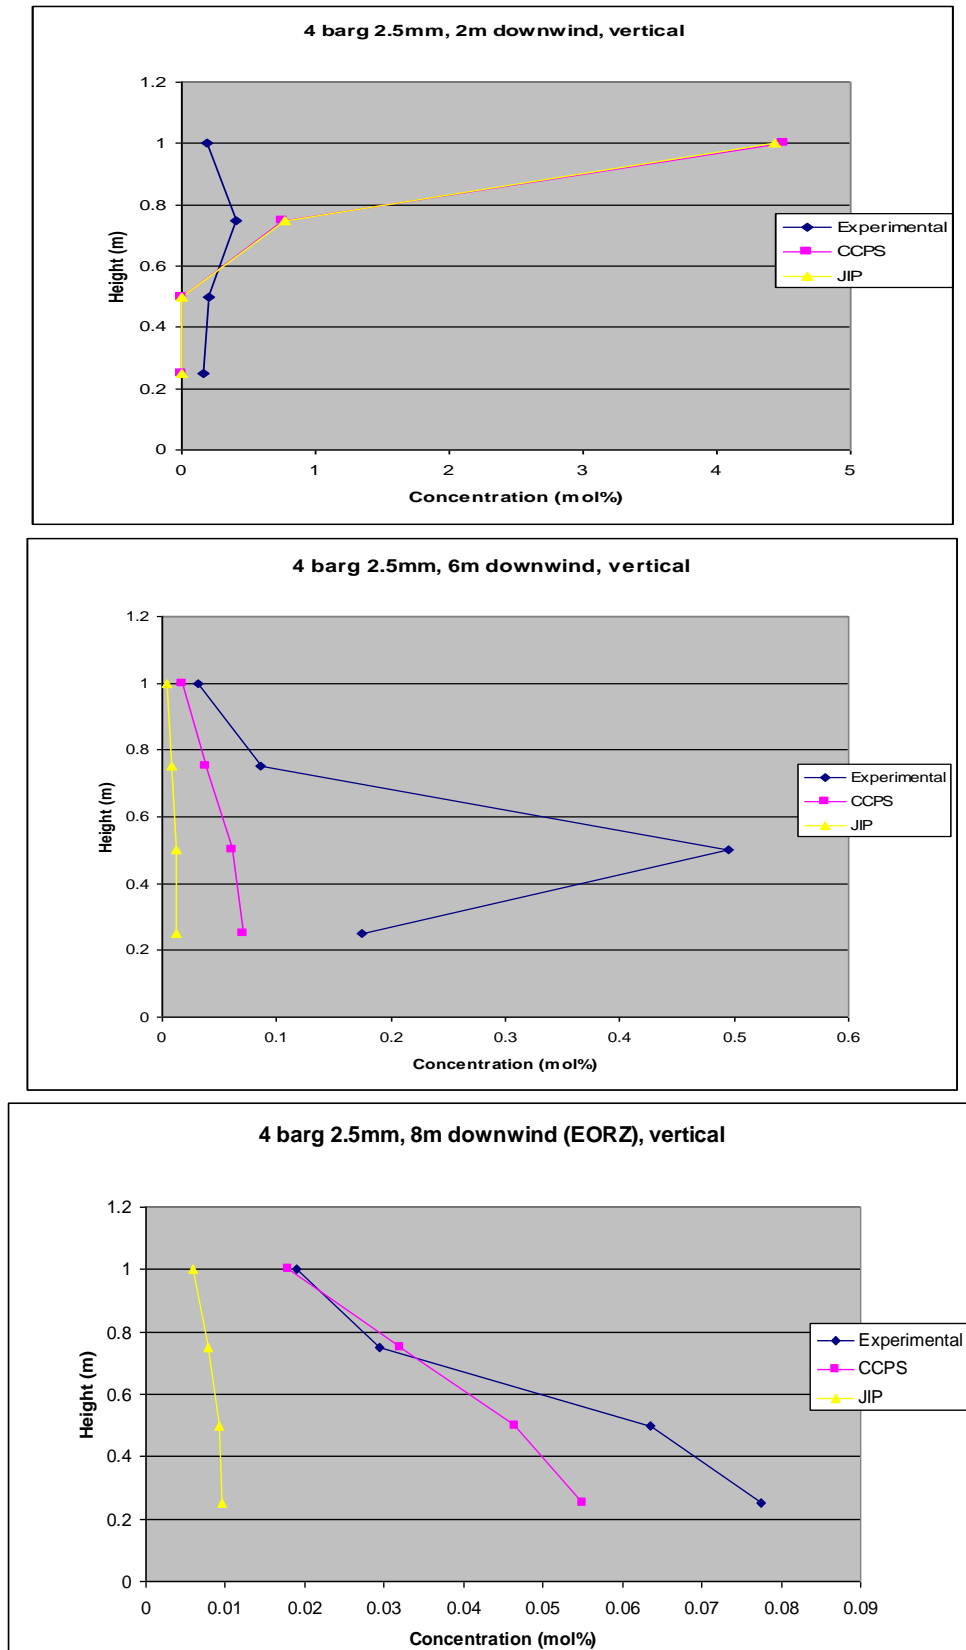 4 barg 2.5mm, 2m downwind, vertical
1.2
1
0.8
0.6
0.4
0.2
0
Height (m)
0 1 2 3 4 5
Concentration (mol%)
Experimental
CCPS
JIP
4 barg 2.5mm, 6m downwind, vertical
1.2
1
0.8
0.6
0.4
0.2
0
Height (m)
0 0.1 0.2 0.3 0.4 0.5 0.6
Concentration (mol%)
Experimental
CCPS
JIP
4 barg 2.5mm, 8m downwind (EORZ), vertical
1.2
1
0.8
0.6
0.4
0.2
0
Height (m)
0 0.01 0.02 0.03 0.04 0.05 0.06 0.07 0.08 0.09
Concentration (mol%)
Experimental
CCPS
JIP